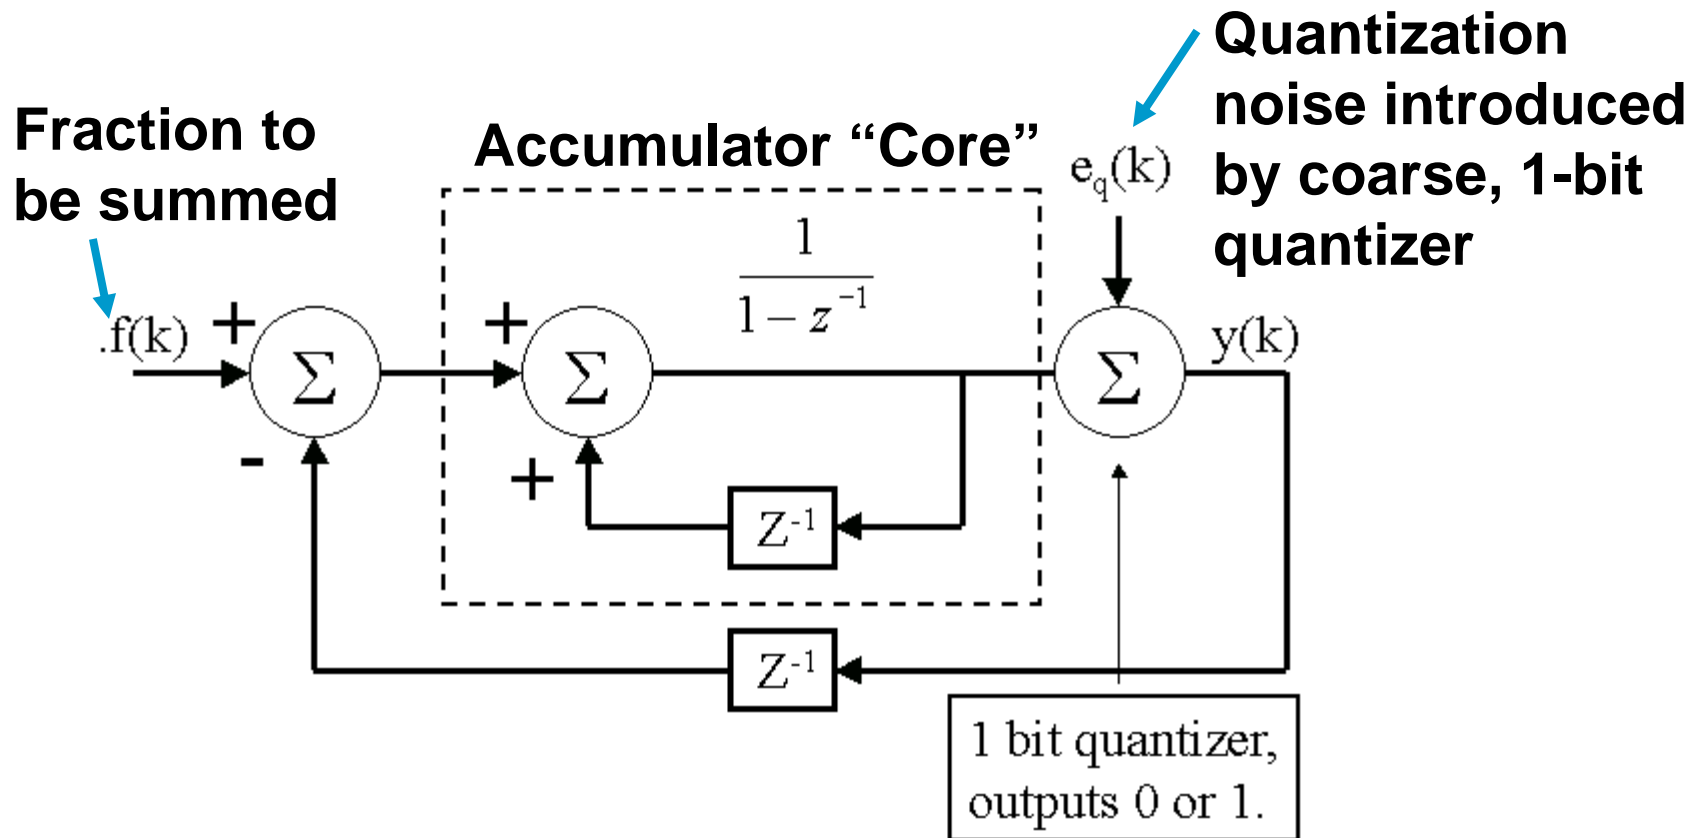 Quantization
noise introduced
by coarse, 1-bit
quantizer
Fraction to
be summed
Accumulator “Core”
e_q(k)
1
1 − z^{-1}
.f(k)
+
-
Σ
+
+
Σ
Σ
y(k)
Z^{-1}
Z^{-1}
1 bit quantizer,
outputs 0 or 1.